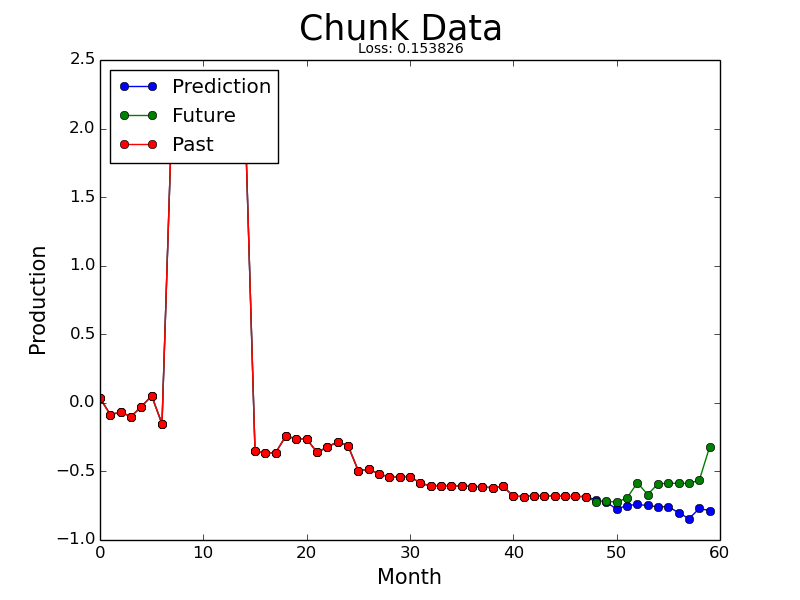 Chunk Data
Loss: 0.153826
2.5
2.0
1.5
1.0
0.5
0.0
−0.5
−1.0
Prediction
Future
Past
Production
0 10 20 30 40 50 60
Month